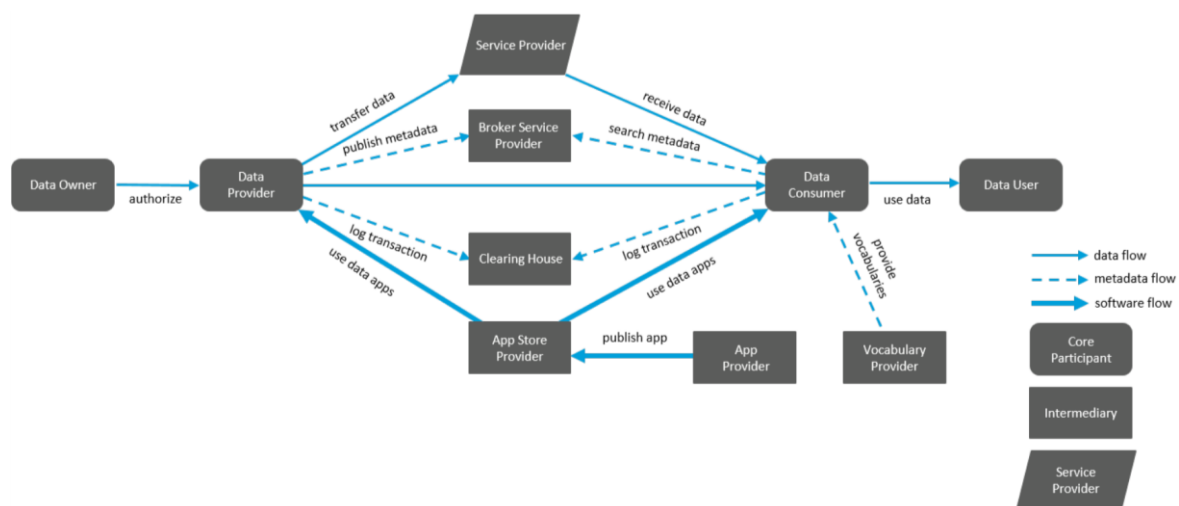 Service Provider
transfer data
receive data
publish metadata
Broker Service
Provider
search metadata
Data Owner
authorize
Data
Provider
Data
Consumer
use data
Data User
log transaction
Clearing House
log transaction
use data apps
use data apps
provide
vocabularies
App Store
Provider
publish app
App
Provider
Vocabulary
Provider
data flow
metadata flow
software flow
Core
Participant
Intermediary
Service
Provider